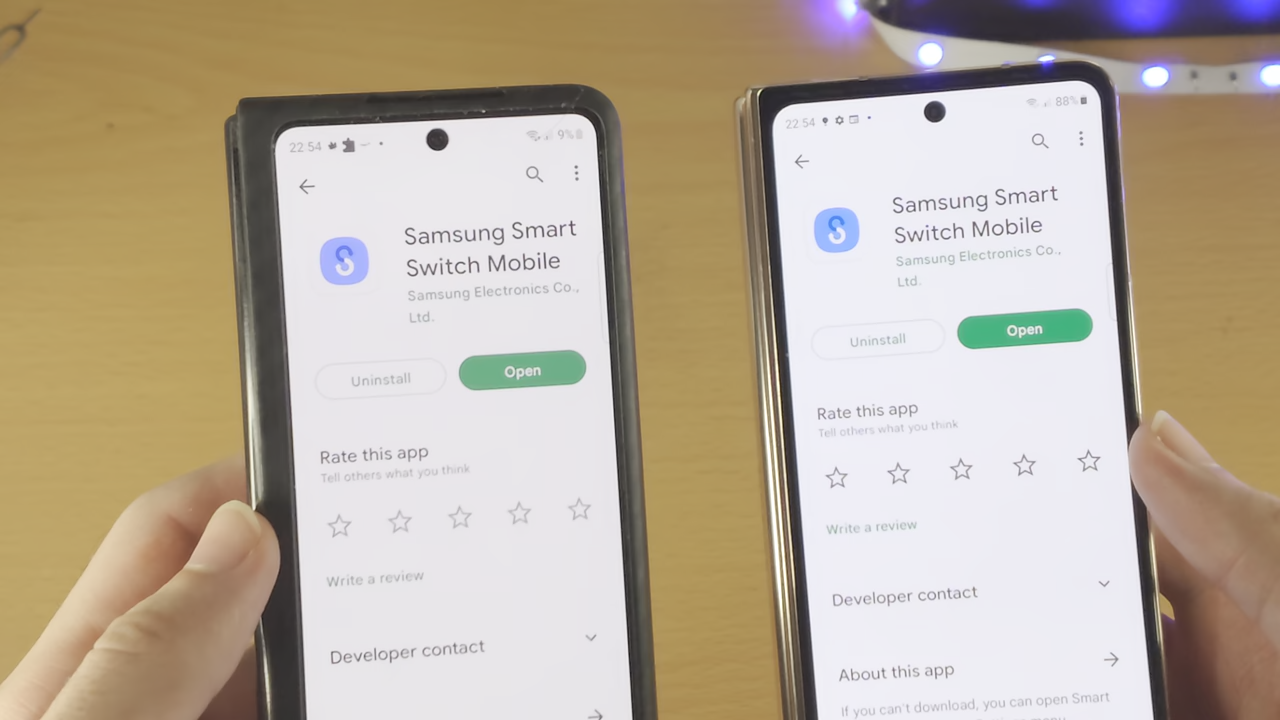 22:54
9%
Samsung Smart
Switch Mobile
Samsung Electronics Co.,
Ltd.
Uninstall
Open
Rate this app
Tell others what you think
Write a review
Developer contact
22:54
88%
Samsung Smart
Switch Mobile
Samsung Electronics Co.,
Ltd.
Uninstall
Open
Rate this app
Tell others what you think
Write a review
Developer contact
About this app
If you can't download, you can open Smart